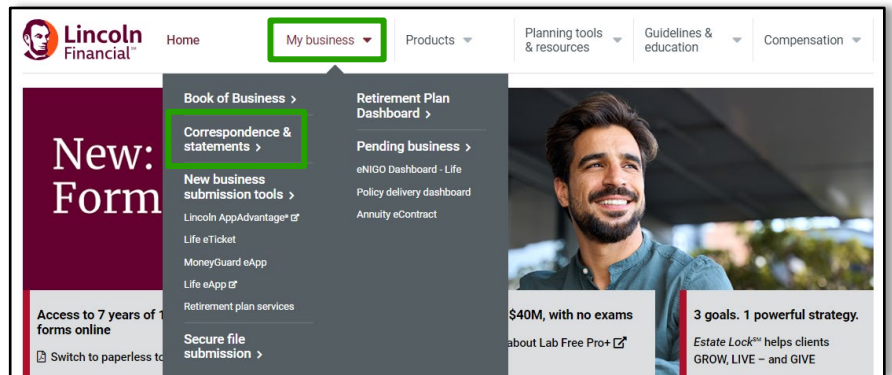 Lincoln
Financial™
Home
My business
Products
Planning tools
& resources
Guidelines &
education
Compensation
Book of Business >
Correspondence &
statements >
New business
submission tools >
Lincoln AppAdvantage®
Life eTicket
MoneyGuard eApp
Life eApp
Retirement plan services
Secure file
submission >
Retirement Plan
Dashboard >
Pending business >
eNIGO Dashboard - Life
Policy delivery dashboard
Annuity eContract
New:
Form
Access to 7 years of 1
forms online
Switch to paperless to
$40M, with no exams
about Lab Free Pro+
3 goals. 1 powerful strategy.
Estate Lock℠ helps clients
GROW, LIVE – and GIVE